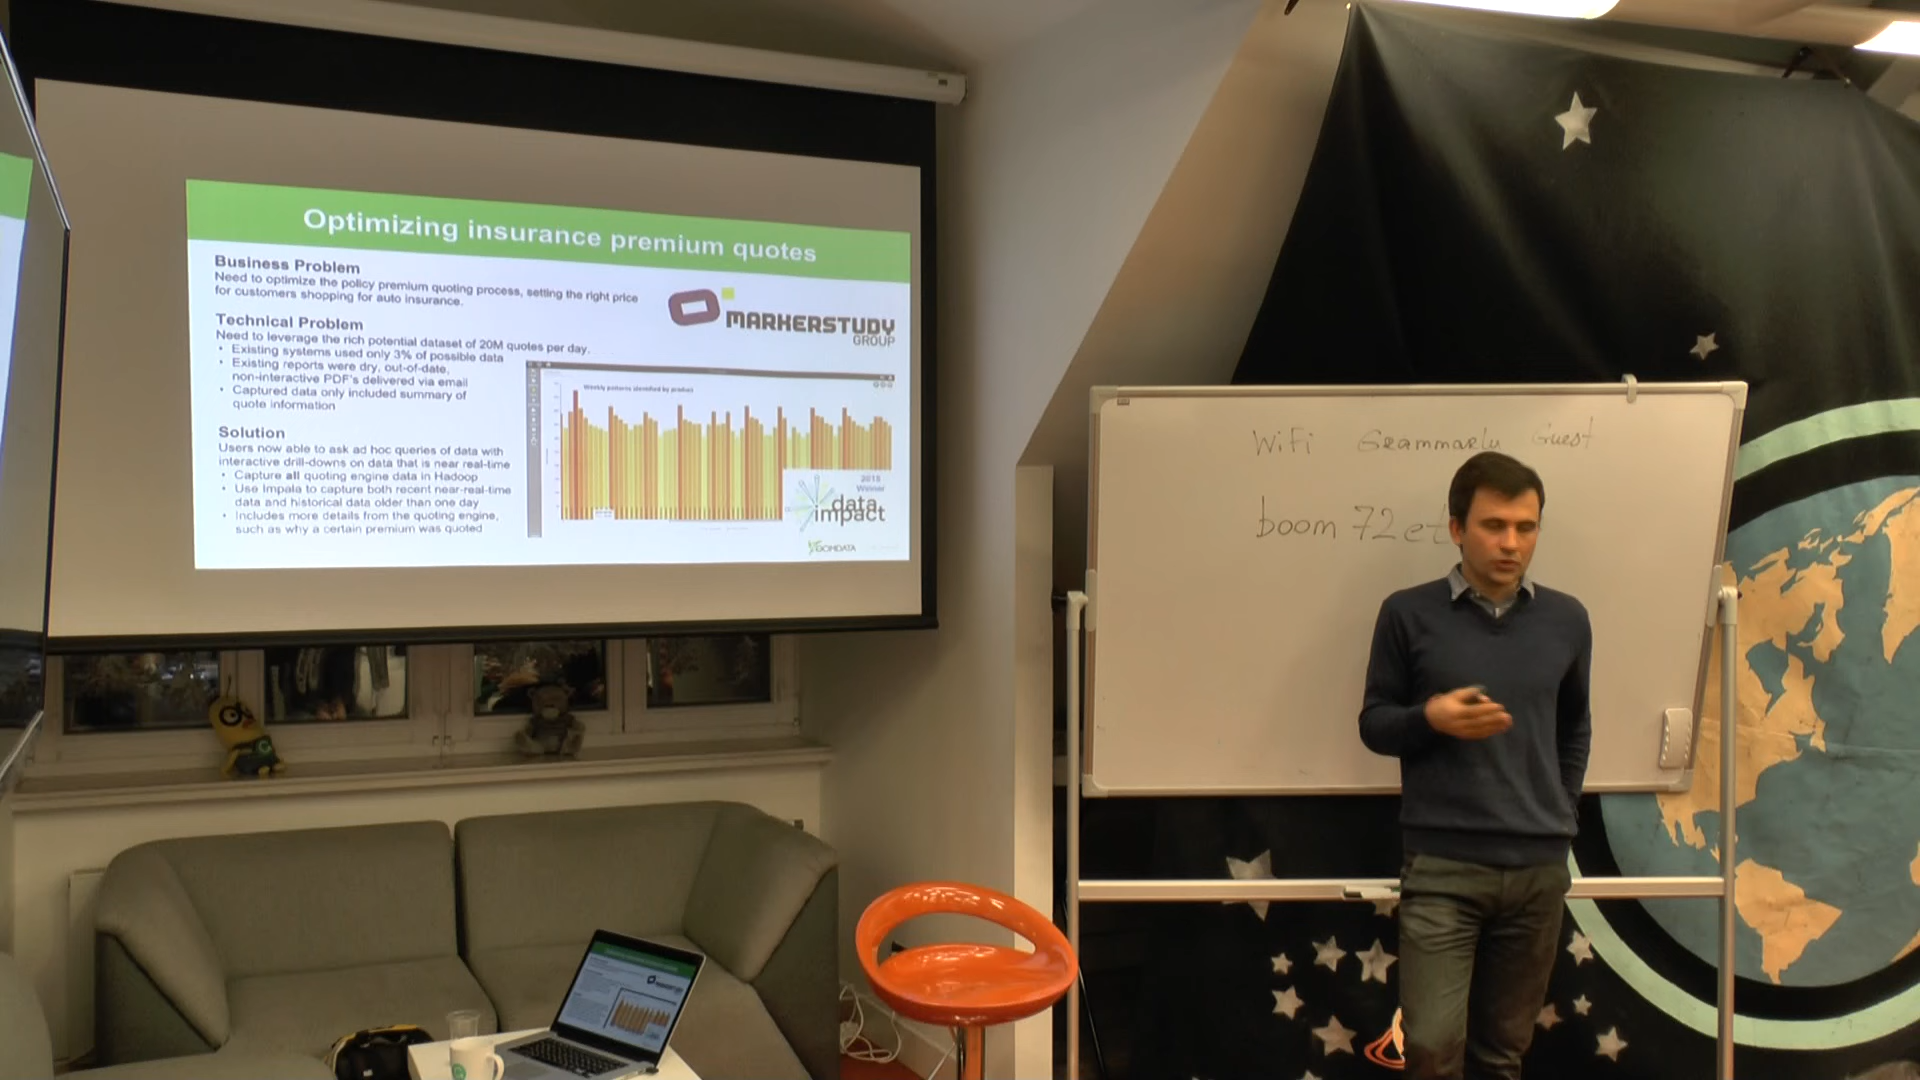 Optimizing insurance premium quotes
Business Problem
Need to optimize the policy premium quoting process, setting the right price
for customers shopping for auto insurance.
MARKERSTUDY
GROUP
Technical Problem
Need to leverage the rich potential dataset of 20M quotes per day.
• Existing systems used only 3% of possible data
• Existing reports were dry, out-of-date,
non-interactive PDF's delivered via email
• Captured data only included summary of
quote information
Weekly patterns identified by product
Solution
Users now able to ask ad hoc queries of data with
interactive drill-downs on data that is near real-time
• Capture all quoting engine data in Hadoop
• Use Impala to capture both recent near-real-time
data and historical data older than one day
• Includes more details from the quoting engine,
such as why a certain premium was quoted
2015
Winner
data
impact
ZOOMDATA
WiFi Grammarly Guest
boom 72et